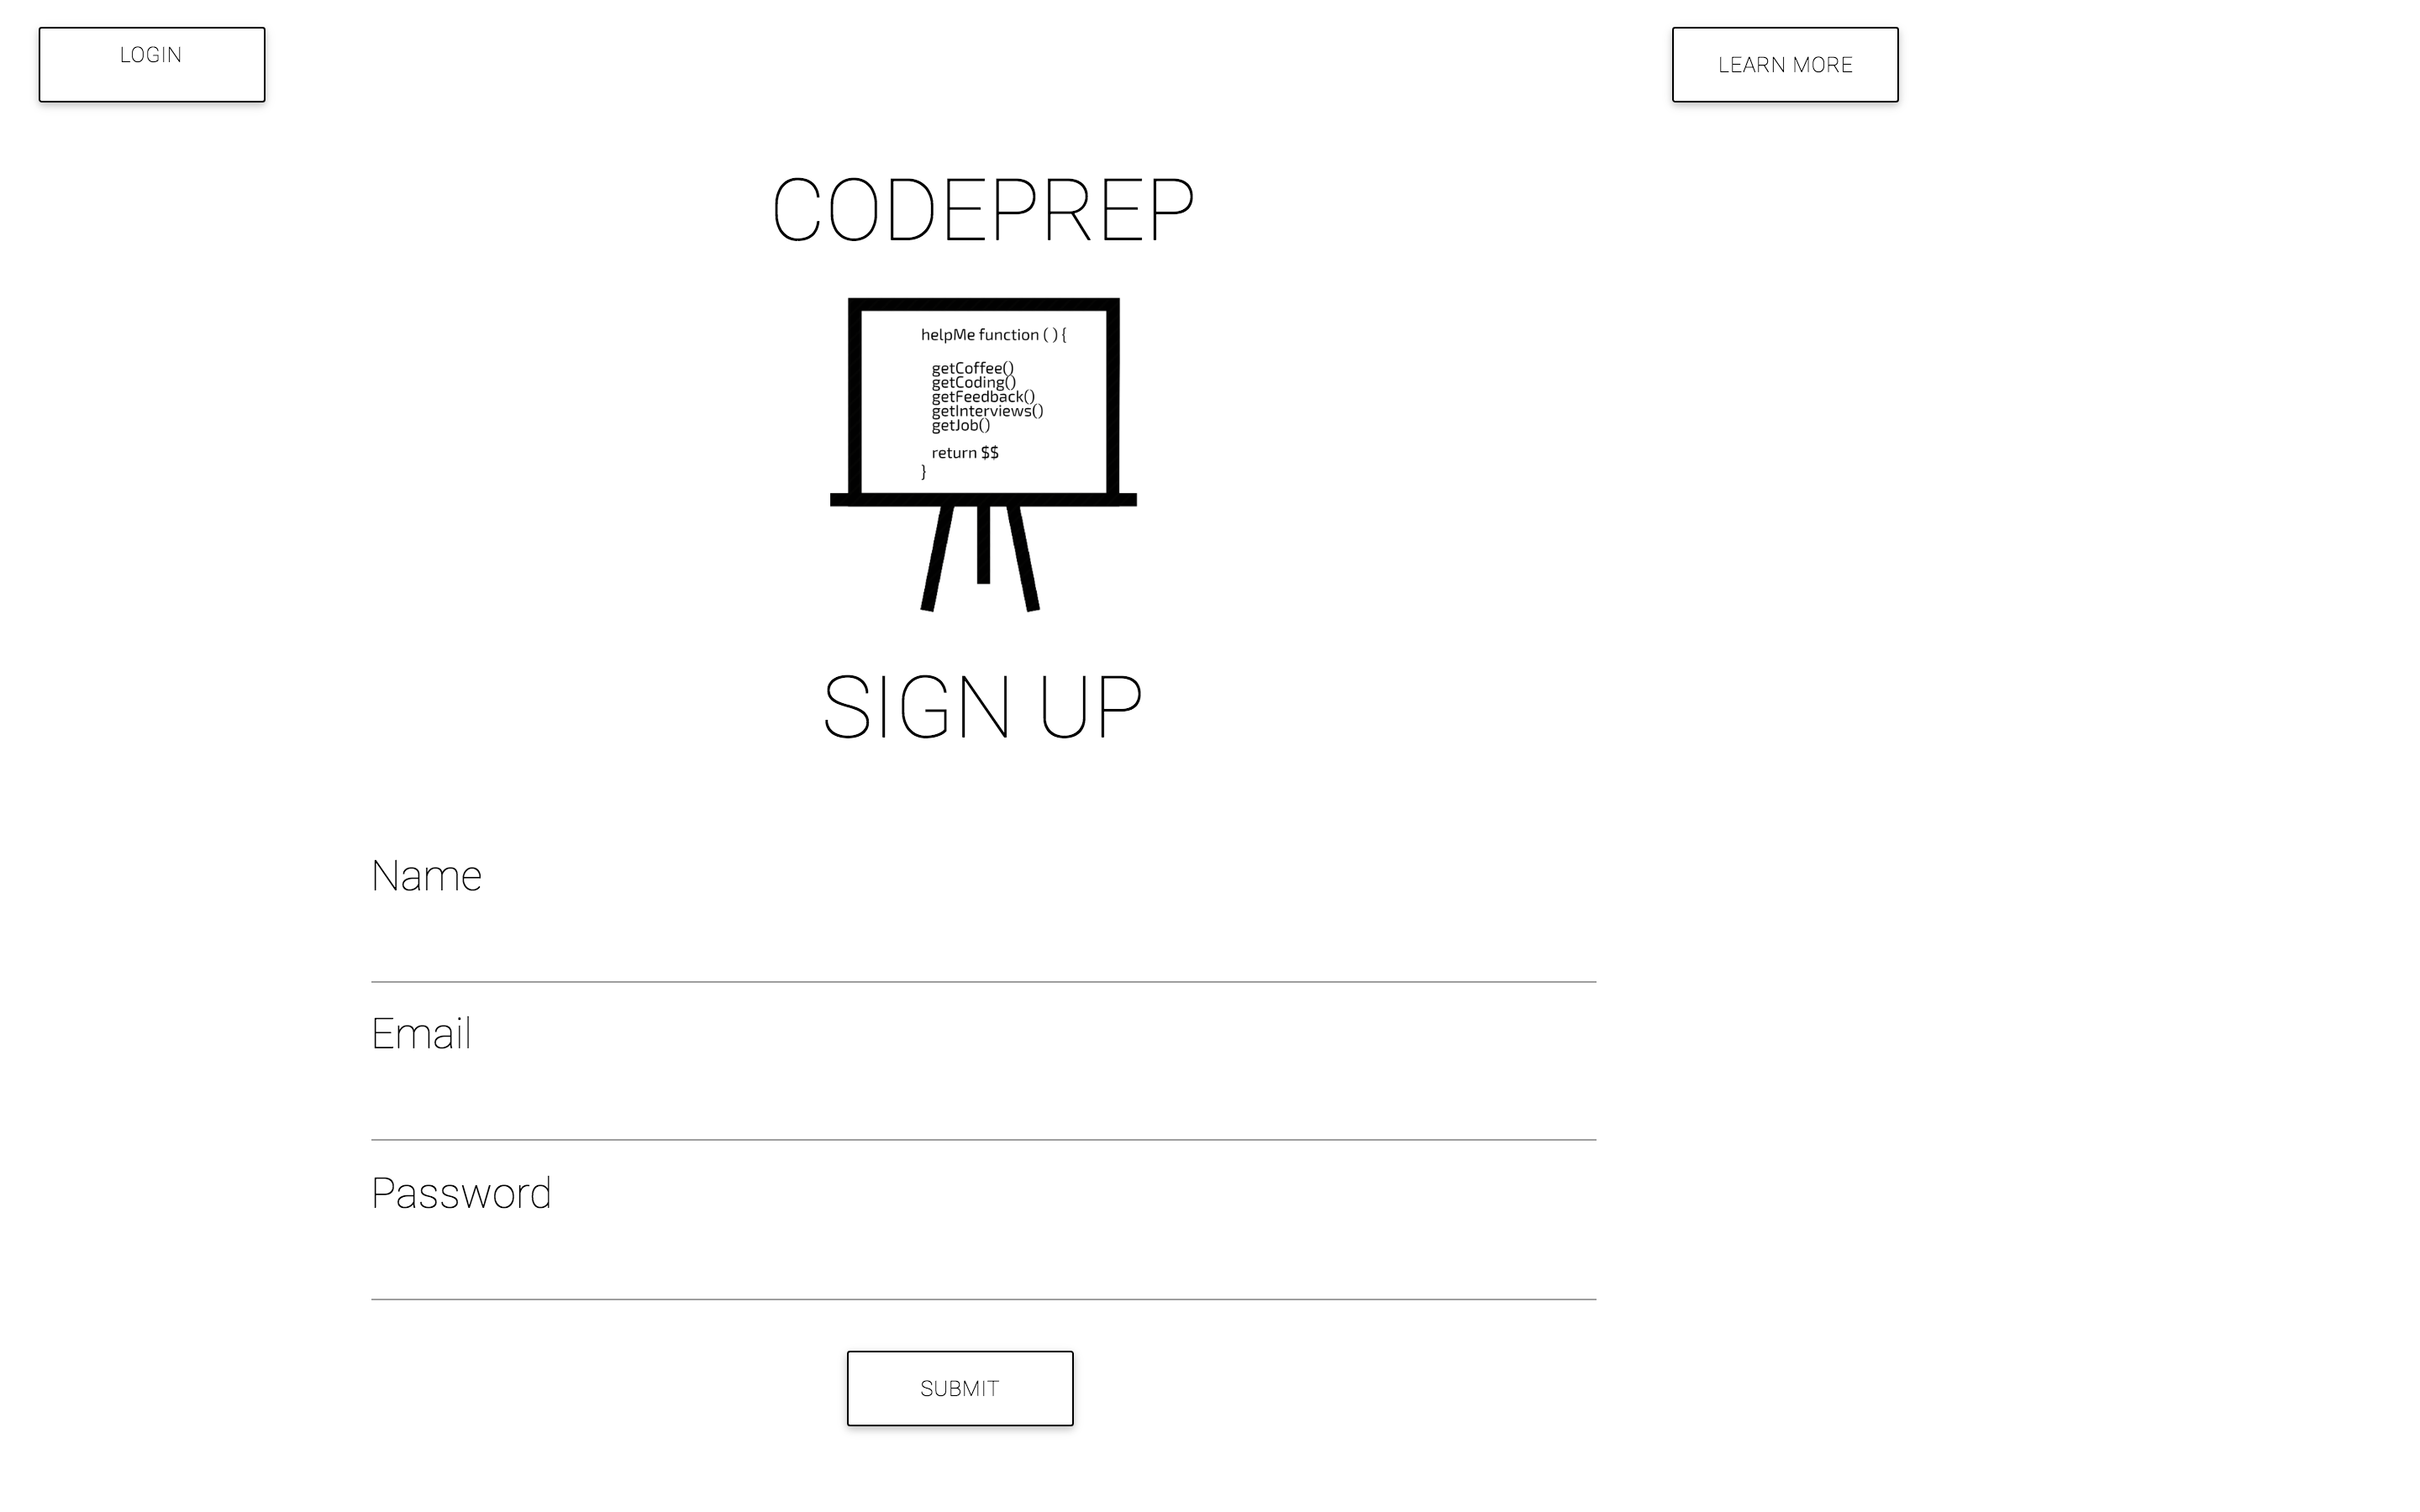 LOGIN
LEARN MORE
CODEPREP
helpMe function ( ) {
getCoffee()
getCoding()
getFeedback()
getInterviews()
getJob()
return $$
}
SIGN UP
Name
Email
Password
SUBMIT